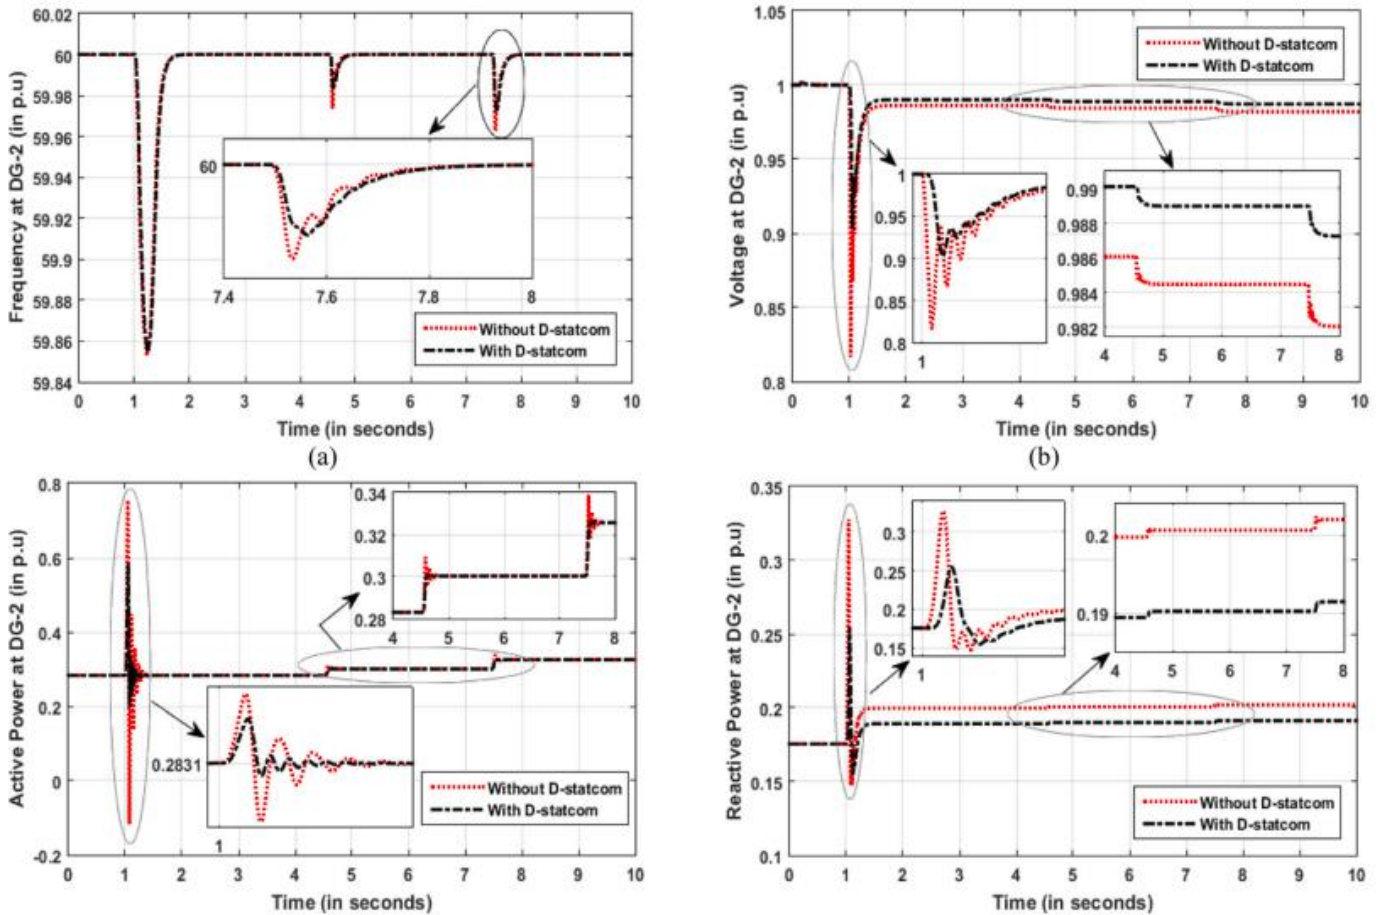 60.02
60
59.98
59.96
59.94
59.92
59.9
59.88
59.86
59.84
Frequency at DG-2 (in p.u)
60
7.4 7.6 7.8 8
Without D-statcom
With D-statcom
0 1 2 3 4 5 6 7 8 9 10
Time (in seconds)
(a)
1.05
1
0.95
0.9
0.85
0.8
Voltage at DG-2 (in p.u)
Without D-statcom
With D-statcom
1
0.95
0.9
0.85
0.8
1
0.99
0.988
0.986
0.984
0.982
4 5 6 7 8
0 1 2 3 4 5 6 7 8 9 10
Time (in seconds)
(b)
0.8
0.6
0.4
0.2
0
-0.2
Active Power at DG-2 (in p.u)
0.34
0.32
0.3
0.28
4 5 6 7 8
0.2831
1
Without D-statcom
With D-statcom
0 1 2 3 4 5 6 7 8 9 10
Time (in seconds)
0.35
0.3
0.25
0.2
0.15
0.1
Reactive Power at DG-2 (in p.u)
0.3
0.25
0.2
0.15
1
0.2
0.19
4 5 6 7 8
Without D-statcom
With D-statcom
0 1 2 3 4 5 6 7 8 9 10
Time (in seconds)